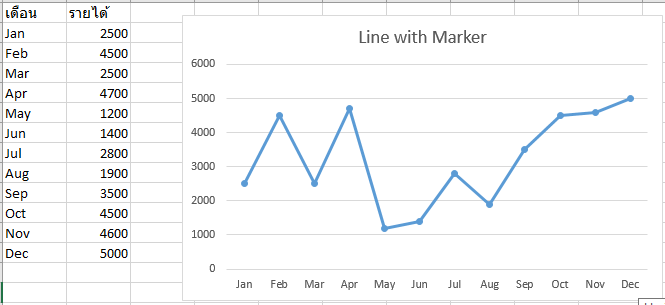 เดือน รายได้
Jan 2500
Feb 4500
Mar 2500
Apr 4700
May 1200
Jun 1400
Jul 2800
Aug 1900
Sep 3500
Oct 4500
Nov 4600
Dec 5000
Line with Marker
6000
5000
4000
3000
2000
1000
0
Jan Feb Mar Apr May Jun Jul Aug Sep Oct Nov Dec